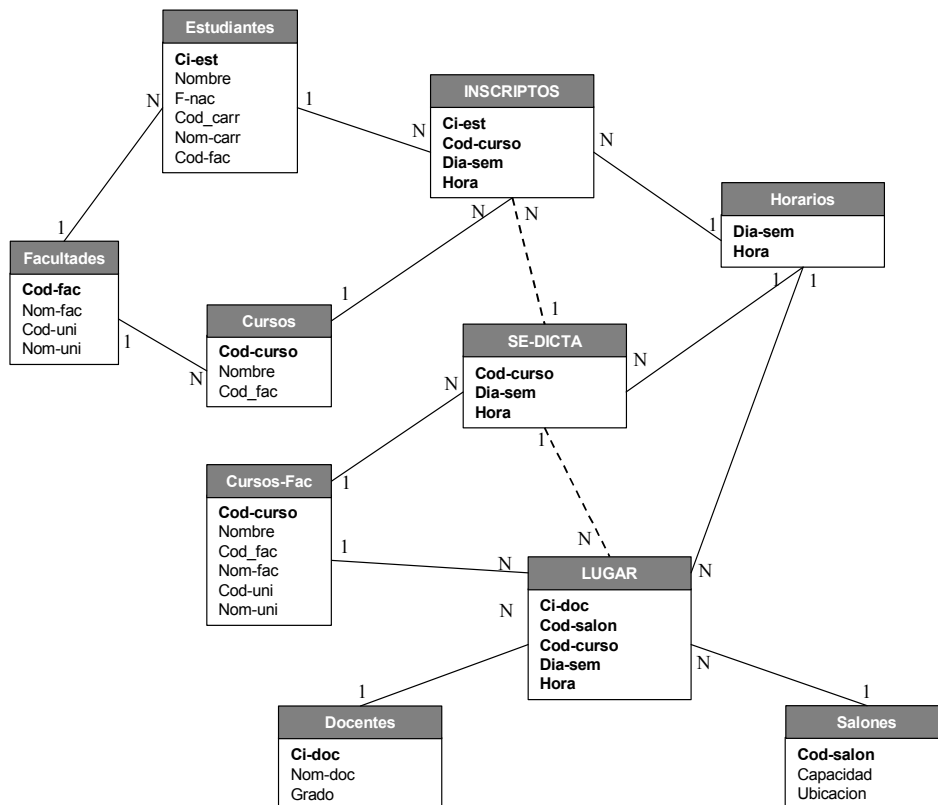 Estudiantes
Ci-est
Nombre
F-nac
Cod_carr
Nom-carr
Cod-fac
N
1
INSCRIPTOS
Ci-est
Cod-curso
Dia-sem
Hora
N
N
N
N
1
Horarios
Dia-sem
Hora
1
1
1
Facultades
Cod-fac
Nom-fac
Cod-uni
Nom-uni
1
N
Cursos
Cod-curso
Nombre
Cod_fac
1
1
SE-DICTA
Cod-curso
Dia-sem
Hora
N
N
1
Cursos-Fac
Cod-curso
Nombre
Cod_fac
Nom-fac
Cod-uni
Nom-uni
1
1
N
N
N
N
N
LUGAR
Ci-doc
Cod-salon
Cod-curso
Dia-sem
Hora
1
Docentes
Ci-doc
Nom-doc
Grado
1
Salones
Cod-salon
Capacidad
Ubicacion